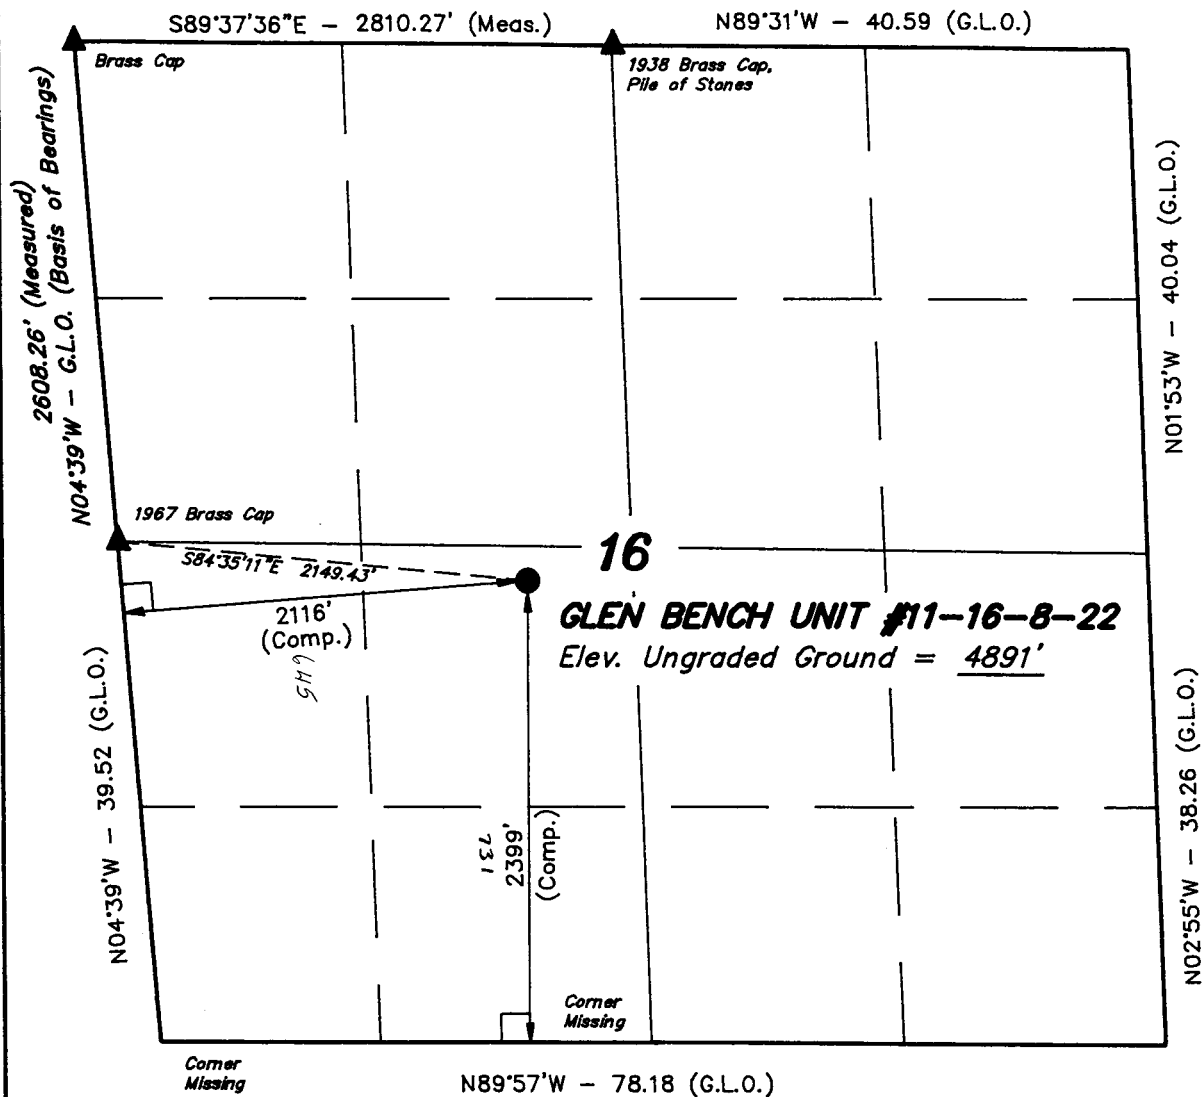 S89°37'36"E - 2810.27' (Meas.)
N89°31'W - 40.59 (G.L.O.)
Brass Cap
1938 Brass Cap,
Pile of Stones
2608.26' (Measured)
N04°39'W - G.L.O. (Basis of Bearings)
N01°53'W - 40.04 (G.L.O.)
1967 Brass Cap
S84°35'11"E 2149.43'
16
2116'
(Comp.)
645
GLEN BENCH UNIT #11-16-8-22
Elev. Ungraded Ground = 4891'
N04°39'W - 39.52 (G.L.O.)
731
2399'
(Comp.)
N02°55'W - 38.26 (G.L.O.)
Corner
Missing
Corner
Missing
N89°57'W - 78.18 (G.L.O.)